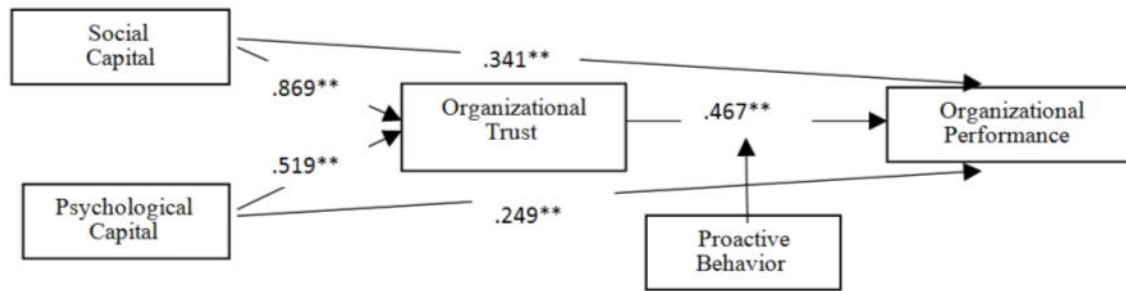 Social
Capital
.341**
.869**
Organizational
Trust
.467**
Organizational
Performance
.519**
Psychological
Capital
.249**
Proactive
Behavior